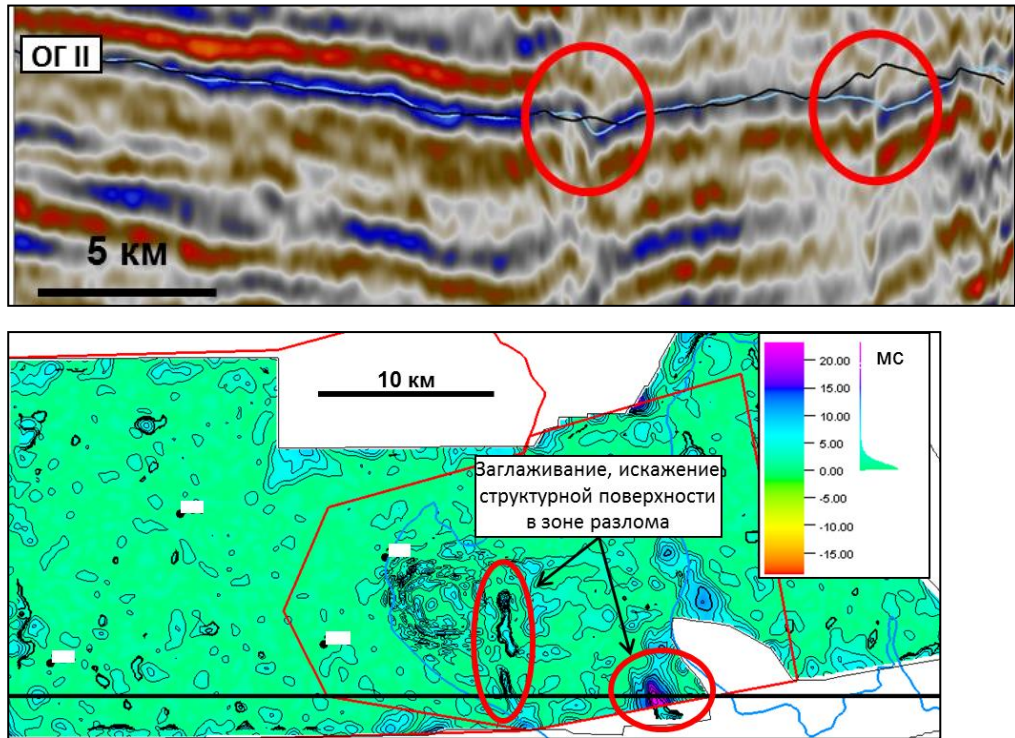 ОГ II
5 км
10 км
мс
20.00
15.00
10.00
5.00
0.00
-5.00
-10.00
-15.00
Заглаживание, искажение
структурной поверхности
в зоне разлома